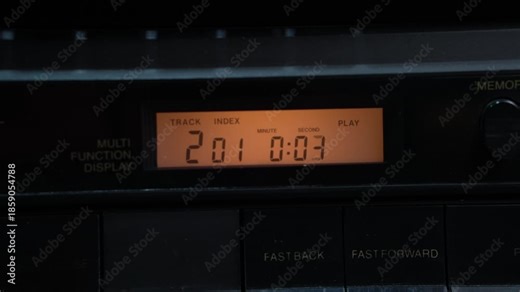 MEMOR
TRACK INDEX PLAY
MINUTE SECOND
2 01 0:03
MULTI
FUNCTION
DISPLAY
FAST BACK FAST FORWARD
Adobe Stock | #1859054788